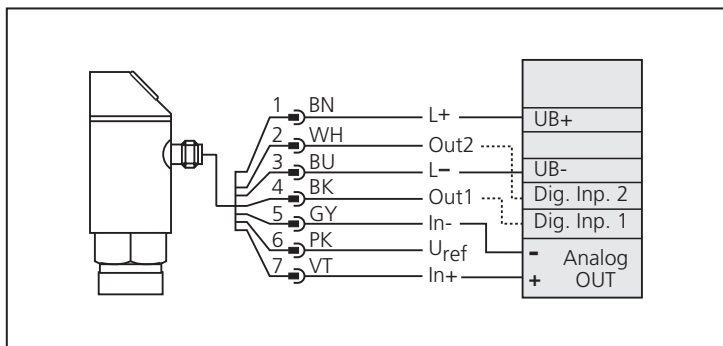 1 BN L+ UB+
2 WH Out2
3 BU L- UB-
4 BK Out1 Dig. Inp. 2
5 GY In- Dig. Inp. 1
6 PK Uref - Analog
7 VT In+ + OUT